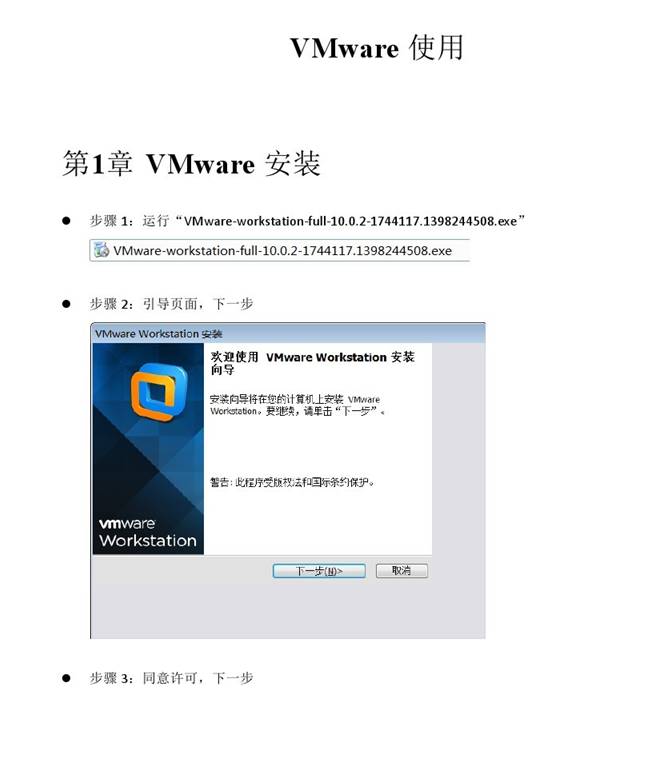 VMware 使用
第1章 VMware 安装
● 步骤 1：运行“VMware-workstation-full-10.0.2-1744117.1398244508.exe”
VMware-workstation-full-10.0.2-1744117.1398244508.exe
● 步骤 2：引导页面，下一步
VMware Workstation 安装
欢迎使用 VMware Workstation 安装
向导
安装向导将在您的计算机上安装 VMware
Workstation。要继续，请单击“下一步”。
警告: 此程序受版权法和国际条约保护。
vmware
Workstation
下一步(N)>
取消
● 步骤 3：同意许可，下一步